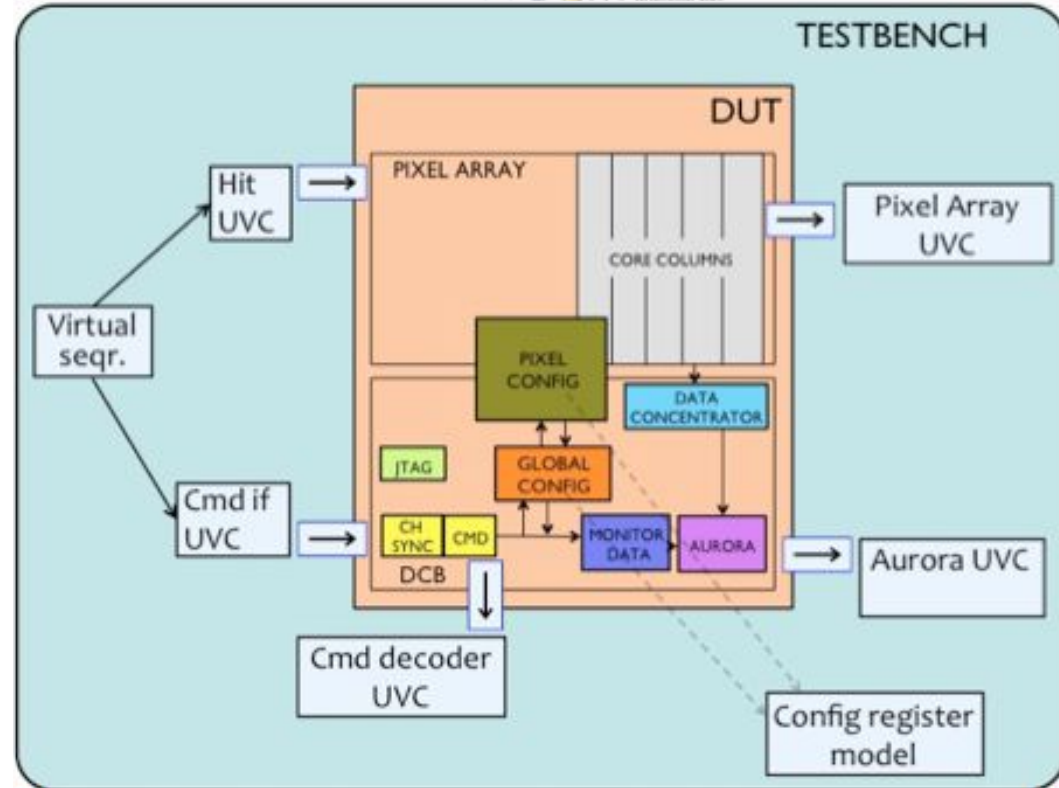 TESTBENCH
DUT
PIXEL ARRAY
Hit
UVC
Pixel Array
UVC
CORE COLUMNS
Virtual
seqr.
PIXEL
CONFIG
DATA
CONCENTRATOR
JTAG
GLOBAL
CONFIG
Cmd if
UVC
CH
SYNC
CMD
MONITOR
DATA
AURORA
Aurora UVC
DCB
Cmd decoder
UVC
Config register
model